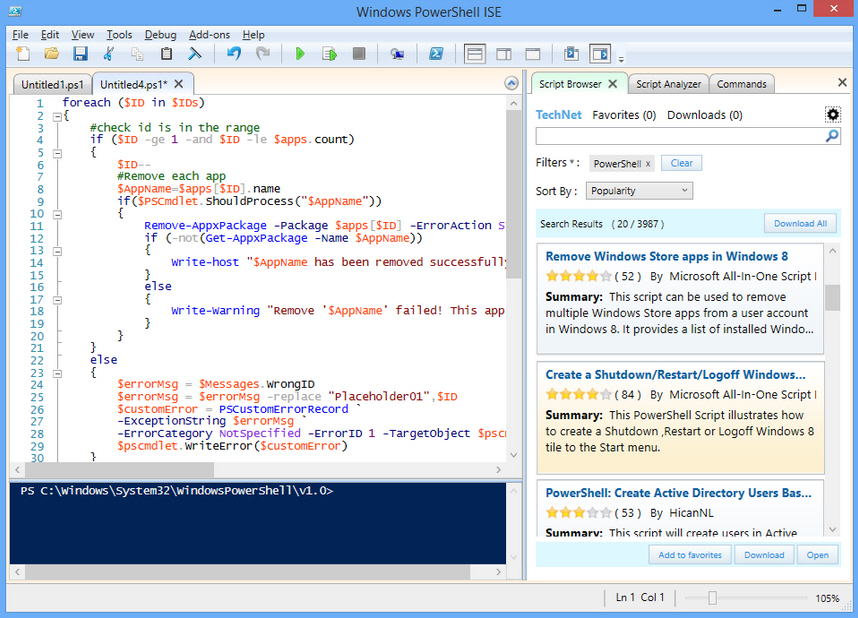 Windows PowerShell ISE
File Edit View Tools Debug Add-ons Help
Untitled1.ps1 Untitled4.ps1* X
1 foreach ($ID in $IDs)
2 {
3 #check id is in the range
4 if ($ID -ge 1 -and $ID -le $apps.count)
5 {
6 $ID--
7 #Remove each app
8 $AppName=$apps[$ID].name
9 if($PSCmdlet.ShouldProcess("$AppName"))
10 {
11 Remove-AppxPackage -Package $apps[$ID] -ErrorAction S
12 if (-not(Get-AppxPackage -Name $AppName))
13 {
14 Write-host "$AppName has been removed successfully
15 }
16 else
17 {
18 Write-Warning "Remove '$AppName' failed! This app
19 }
20 }
21 }
22 else
23 {
24 $errorMsg = $Messages.WrongID
25 $errorMsg = $errorMsg -replace "Placeholder01",$ID
26 $customError = PSCustomErrorRecord `
27 -ExceptionString $errorMsg `
28 -ErrorCategory NotSpecified -ErrorID 1 -TargetObject $psc
29 $pscmdlet.WriteError($customError)
30 }
PS C:\Windows\System32\WindowsPowerShell\v1.0>
Script Browser X Script Analyzer Commands
TechNet Favorites (0) Downloads (0)
Filters * : PowerShell x Clear
Sort By : Popularity
Search Results ( 20 / 3987 ) Download All
Remove Windows Store apps in Windows 8
( 52 ) By Microsoft All-In-One Script
Summary: This script can be used to remove
multiple Windows Store apps from a user account
in Windows 8. It provides a list of installed Windo...
Create a Shutdown/Restart/Logoff Windows...
( 84 ) By Microsoft All-In-One Script
Summary: This PowerShell Script illustrates how
to create a Shutdown ,Restart or Logoff Windows 8
tile to the Start menu.
PowerShell: Create Active Directory Users Bas...
( 53 ) By HicanNL
Summary: This script will create users in Active
Add to favorites Download Open
Ln 1 Col 1 105%